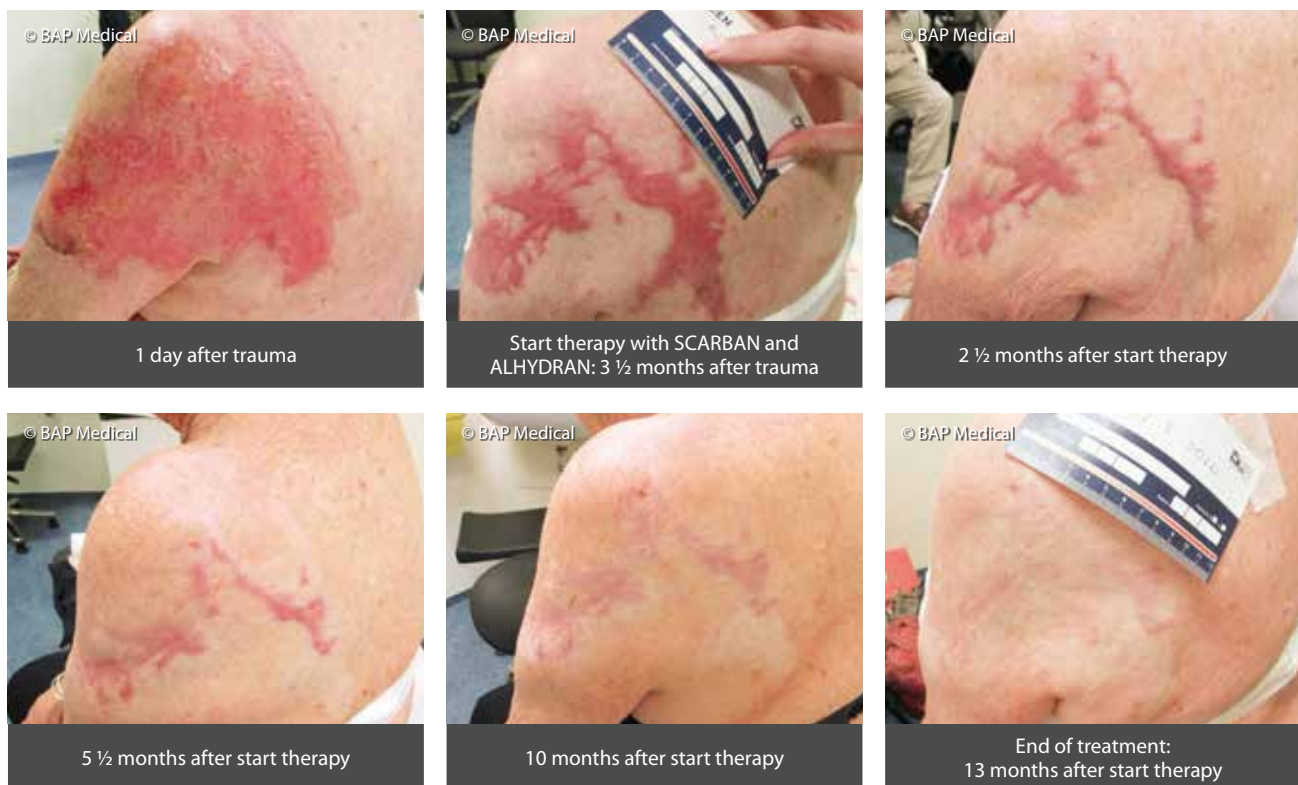 © BAP Medical
© BAP Medical
© BAP Medical
1 day after trauma
Start therapy with SCARBAN and
ALHYDRAN: 3 ½ months after trauma
2 ½ months after start therapy
© BAP Medical
© BAP Medical
© BAP Medical
5 ½ months after start therapy
10 months after start therapy
End of treatment:
13 months after start therapy